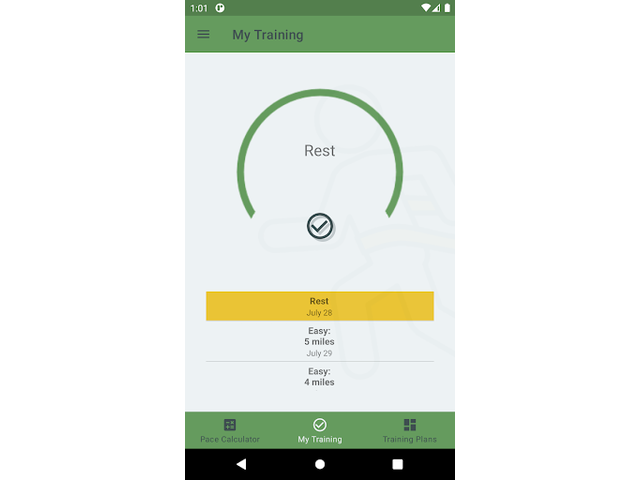 1:01
My Training
Rest
Rest
July 28
Easy:
5 miles
July 29
Easy:
4 miles
Pace Calculator
My Training
Training Plans